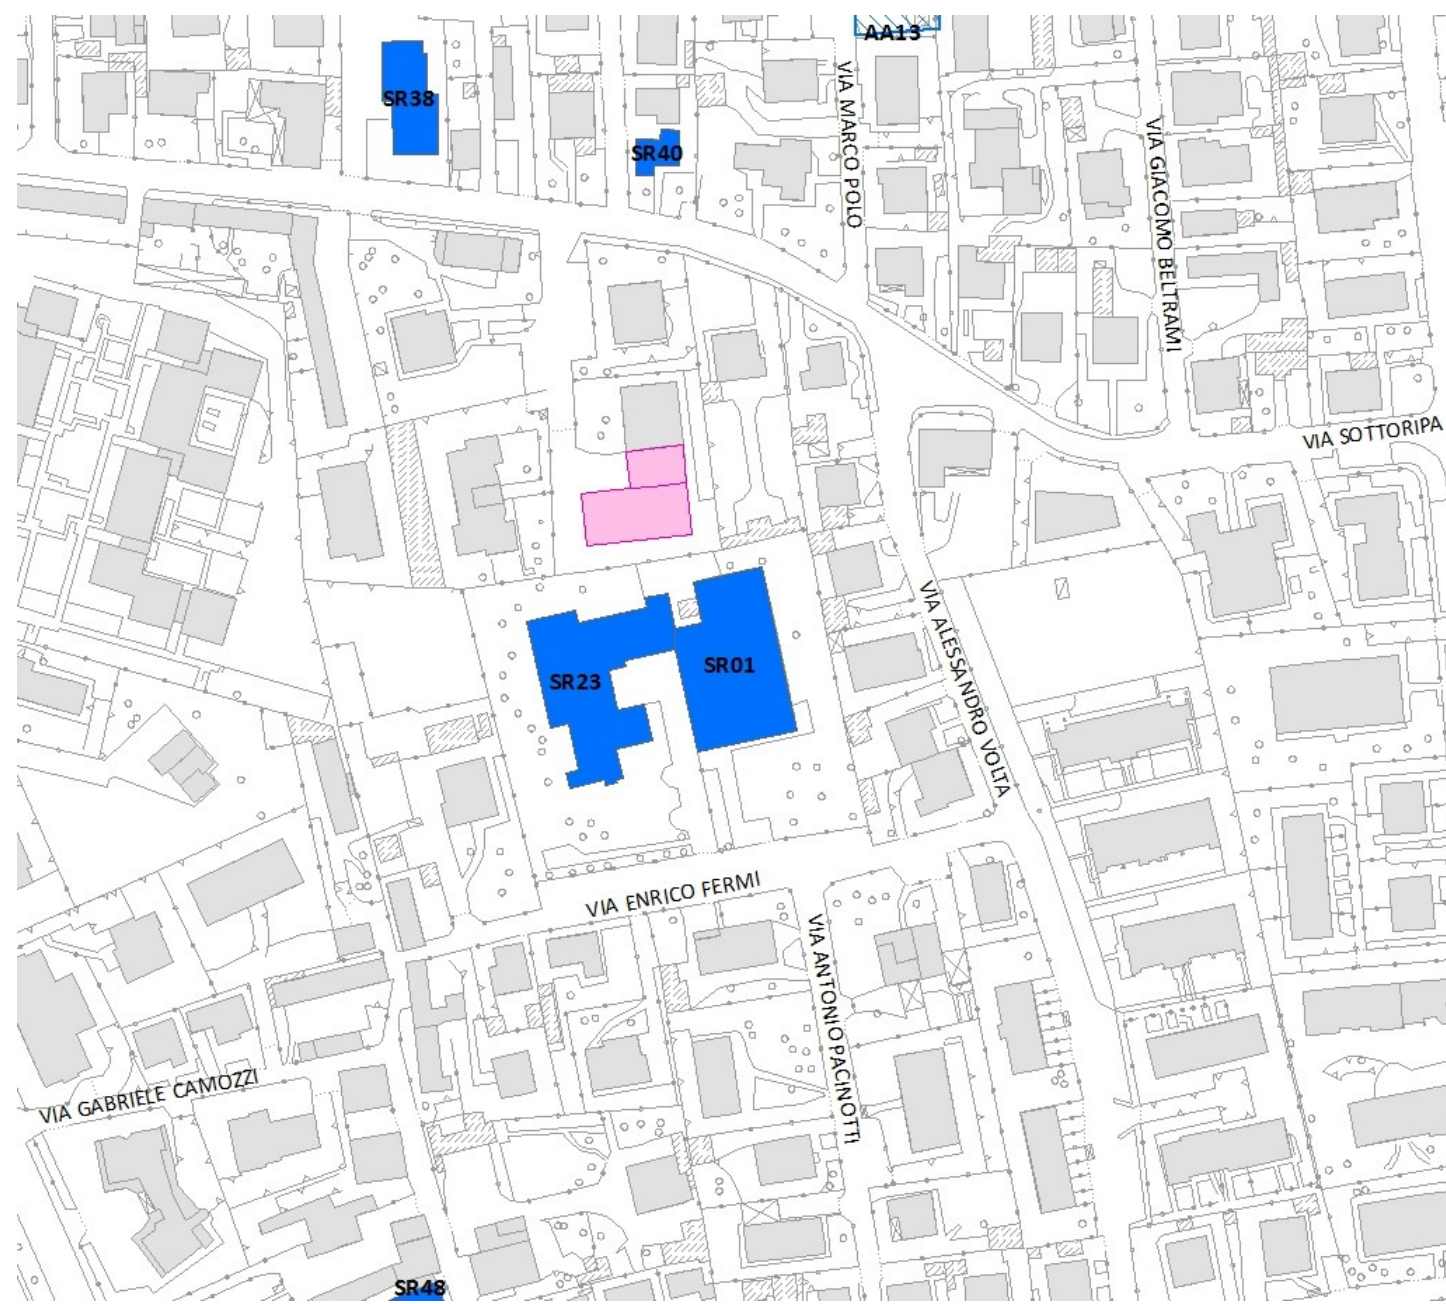 AA13
SR38
SR40
VIA MARCO POLO
VIA GIACOMO BELTRAMI
VIA SOTTORIPA
SR01
SR23
VIA ALESSANDRO VOLTA
VIA ENRICO FERMI
VIA ANTONIO PACINOTTI
VIA GABRIELE CAMOZZI
SR48